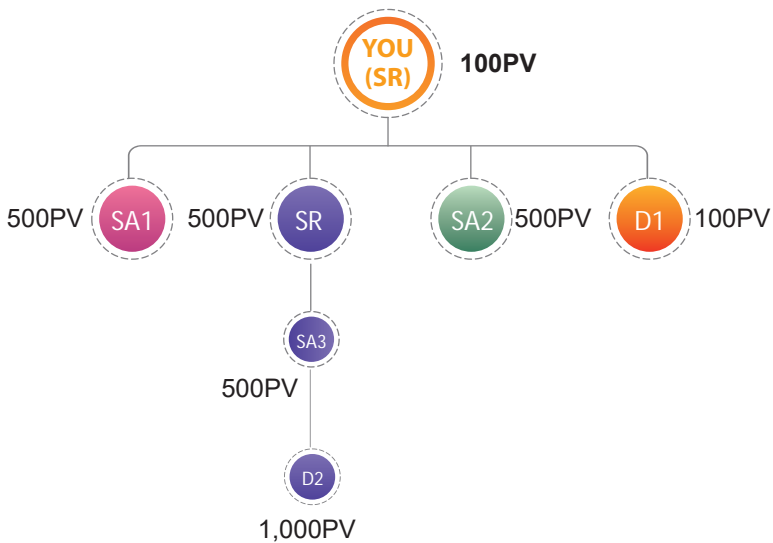 YOU
(SR)
100PV
500PV
SA1
500PV
SR
SA2
500PV
D1
100PV
SA3
500PV
D2
1,000PV